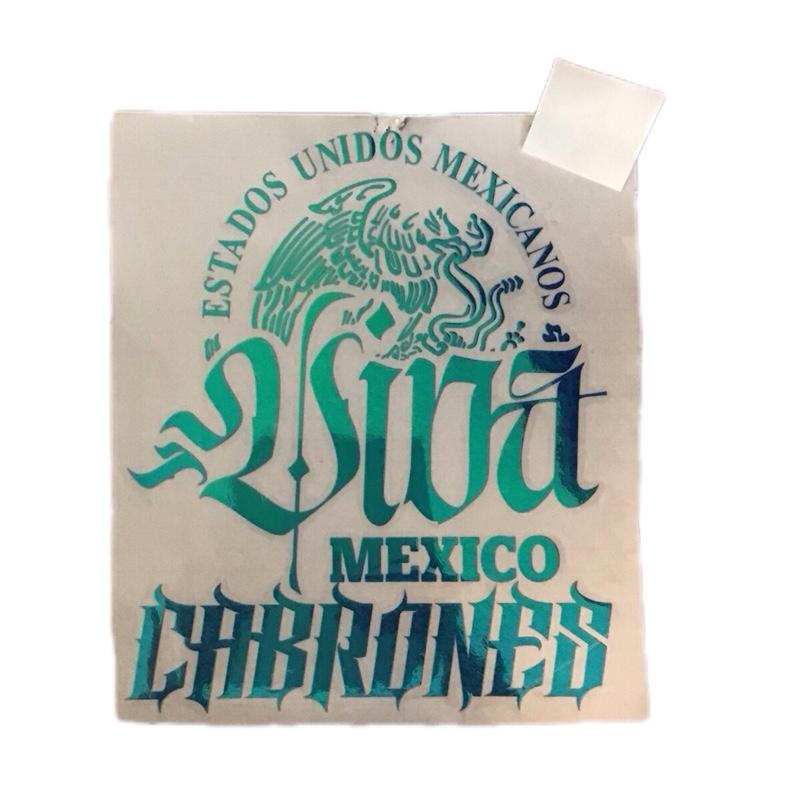 ESTADOS UNIDOS MEXICANOS
Viva
MEXICO
CABRONES